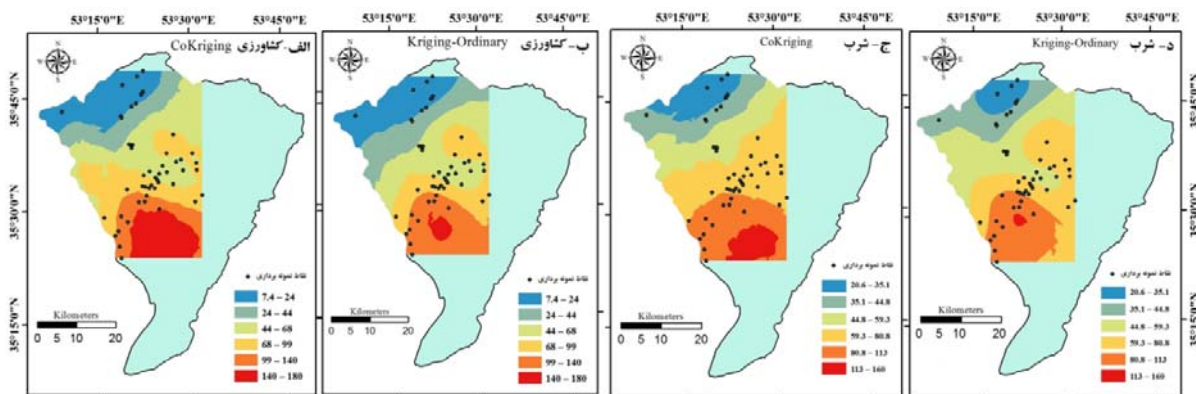 53°15'0"N 53°30'0"N 53°45'0"N
53°15'0"N 53°30'0"N 53°45'0"N
53°15'0"N 53°30'0"N 53°45'0"N
53°15'0"N 53°30'0"N 53°45'0"N
35°45'0"N
35°30'0"N
35°15'0"N
الف- کشاورزی CoKriging
N
W E
S
نقاط نمونه برداری
7.4 – 24
24 – 44
44 – 68
68 – 99
99 – 140
140 – 180
Kilometers
0 5 10 20
ب- کشاورزی Kriging-Ordinary
N
W E
S
نقاط نمونه برداری
7.4 – 24
24 – 44
44 – 68
68 – 99
99 – 140
140 – 180
Kilometers
0 5 10 20
ج- شرب CoKriging
N
W E
S
نقاط نمونه برداری
20.6 – 35.1
35.1 – 44.8
44.8 – 59.3
59.3 – 80.8
80.8 – 113
113 – 160
Kilometers
0 5 10 20
د- شرب Kriging-Ordinary
N
W E
S
نقاط نمونه برداری
20.6 – 35.1
35.1 – 44.8
44.8 – 59.3
59.3 – 80.8
80.8 – 113
113 – 160
Kilometers
0 5 10 20